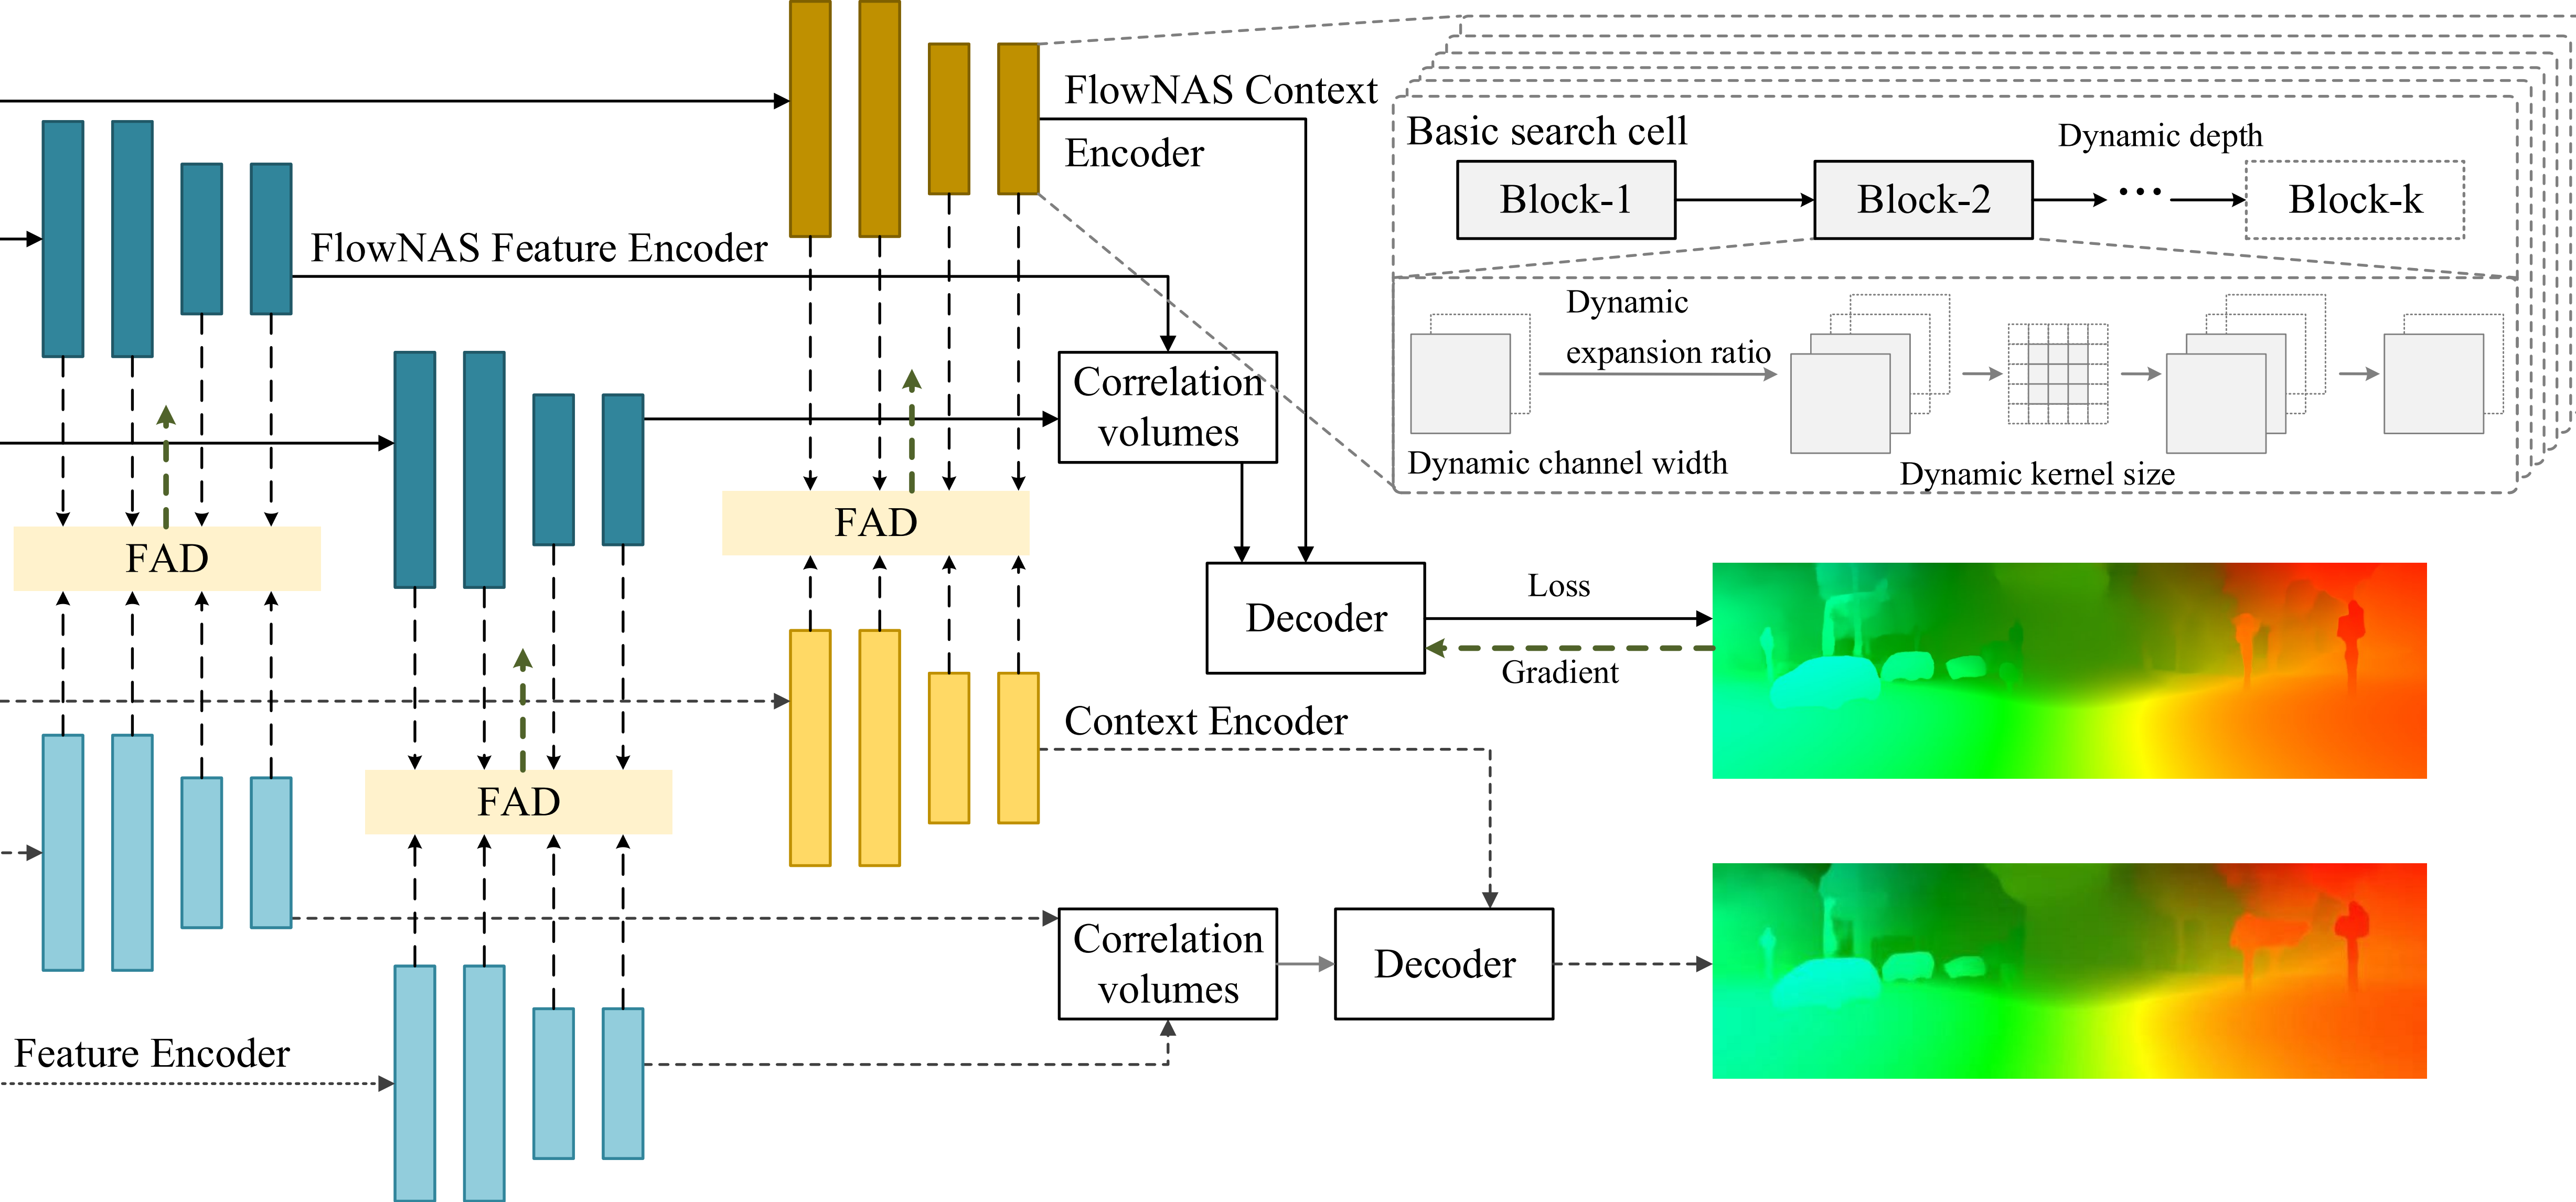 FlowNAS Context
Encoder
Basic search cell
Dynamic depth
Block-1
Block-2
...
Block-k
FlowNAS Feature Encoder
Dynamic
expansion ratio
Correlation
volumes
Dynamic channel width
Dynamic kernel size
FAD
FAD
Decoder
Loss
Gradient
Context Encoder
FAD
Correlation
volumes
Decoder
Feature Encoder